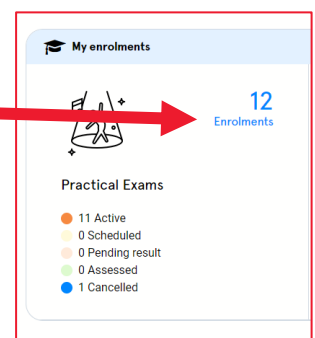 My enrolments
12
Enrolments
Practical Exams
11 Active
0 Scheduled
0 Pending result
0 Assessed
1 Cancelled